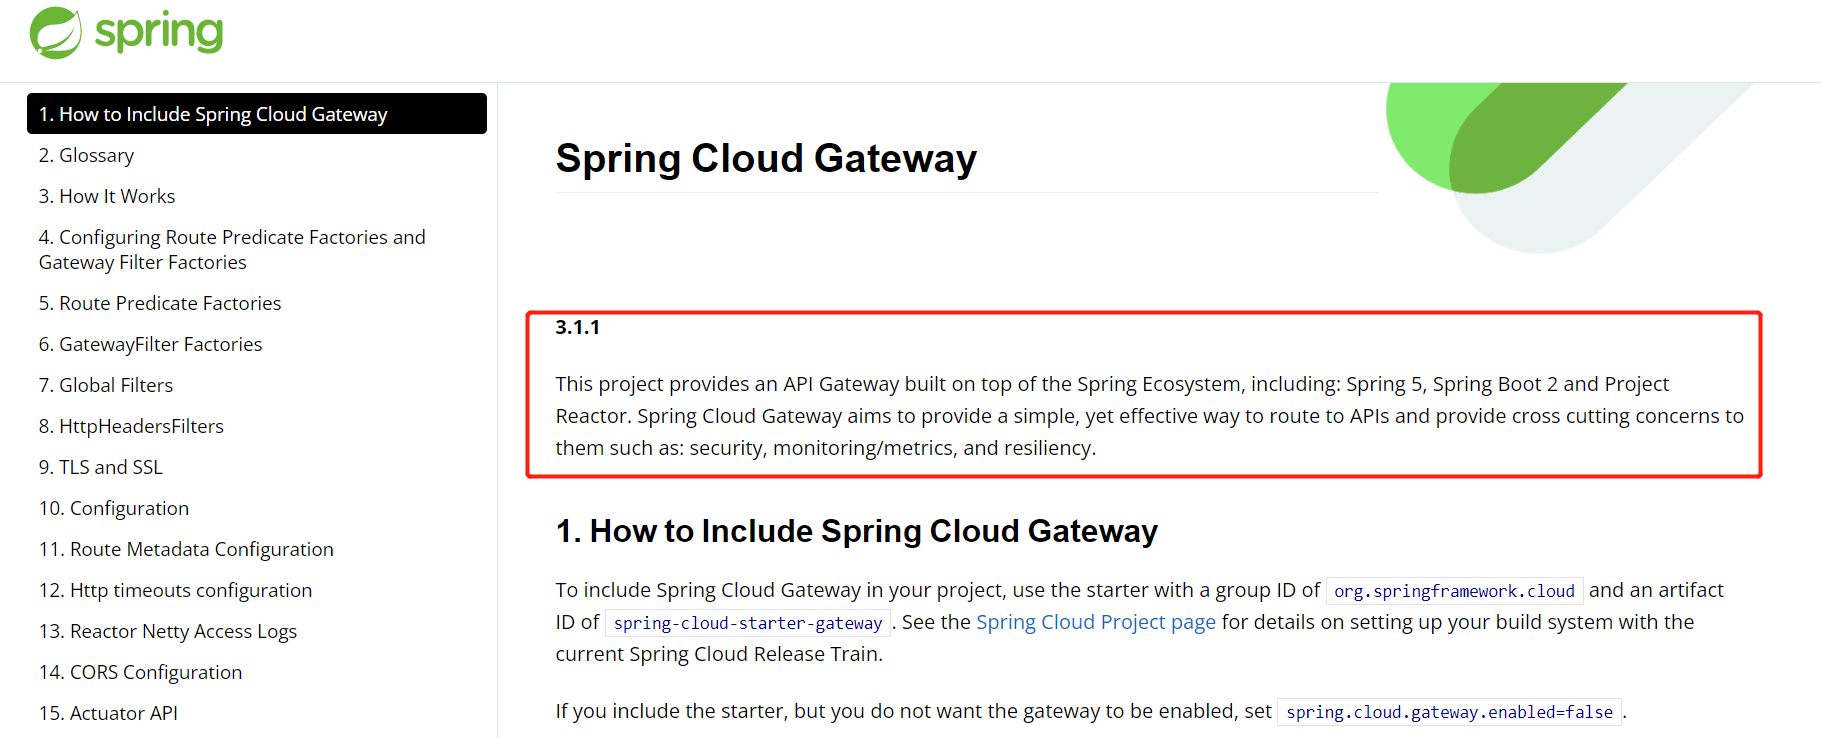 spring
1. How to Include Spring Cloud Gateway
2. Glossary
3. How It Works
4. Configuring Route Predicate Factories and
Gateway Filter Factories
5. Route Predicate Factories
6. GatewayFilter Factories
7. Global Filters
8. HttpHeadersFilters
9. TLS and SSL
10. Configuration
11. Route Metadata Configuration
12. Http timeouts configuration
13. Reactor Netty Access Logs
14. CORS Configuration
15. Actuator API
Spring Cloud Gateway
3.1.1
This project provides an API Gateway built on top of the Spring Ecosystem, including: Spring 5, Spring Boot 2 and Project
Reactor. Spring Cloud Gateway aims to provide a simple, yet effective way to route to APIs and provide cross cutting concerns to
them such as: security, monitoring/metrics, and resiliency.
1. How to Include Spring Cloud Gateway
To include Spring Cloud Gateway in your project, use the starter with a group ID of org.springframework.cloud and an artifact
ID of spring-cloud-starter-gateway. See the Spring Cloud Project page for details on setting up your build system with the
current Spring Cloud Release Train.
If you include the starter, but you do not want the gateway to be enabled, set spring.cloud.gateway.enabled=false.